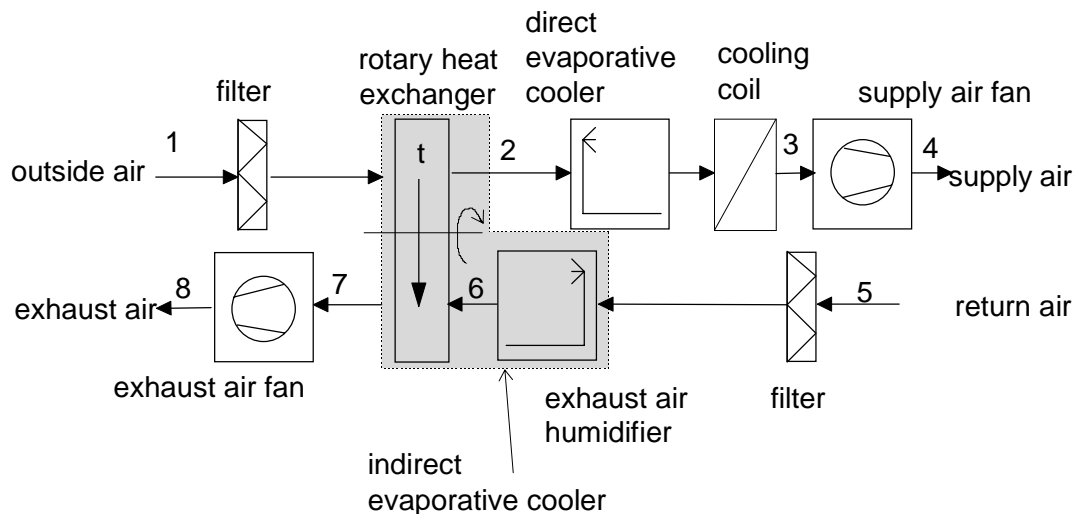 direct
evaporative
cooler
cooling
coil
rotary heat
exchanger
filter
supply air fan
1
t
2
3
4
outside air
supply air
8
7
6
5
exhaust air
return air
exhaust air fan
exhaust air
humidifier
filter
indirect
evaporative cooler